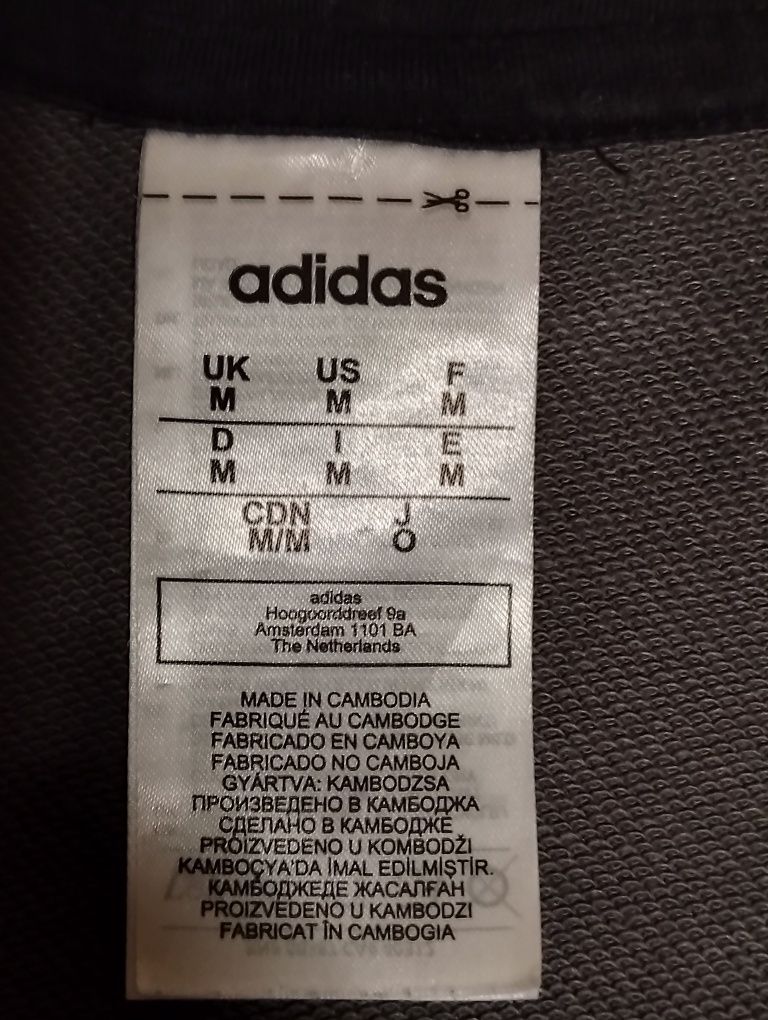 adidas
UK US F
M M M
D I E
M M M
CDN J
M/M O
adidas
Hoogoorddreef 9a
Amsterdam 1101 BA
The Netherlands
MADE IN CAMBODIA
FABRIQUÉ AU CAMBODGE
FABRICADO EN CAMBOYA
FABRICADO NO CAMBOJA
GYÁRTVA: KAMBODZSA
ПРОИЗВЕДЕНО В КАМБОДЖА
СДЕЛАНО В КАМБОДЖЕ
PROIZVEDENO U KOMBODŽI
KAMBOÇYA'DA İMAL EDİLMİŞTİR.
КАМБОДЖЕДЕ ЖАСАЛҒАН
PROIZVEDENO U KAMBODZI
FABRICAT ÎN CAMBOGIA